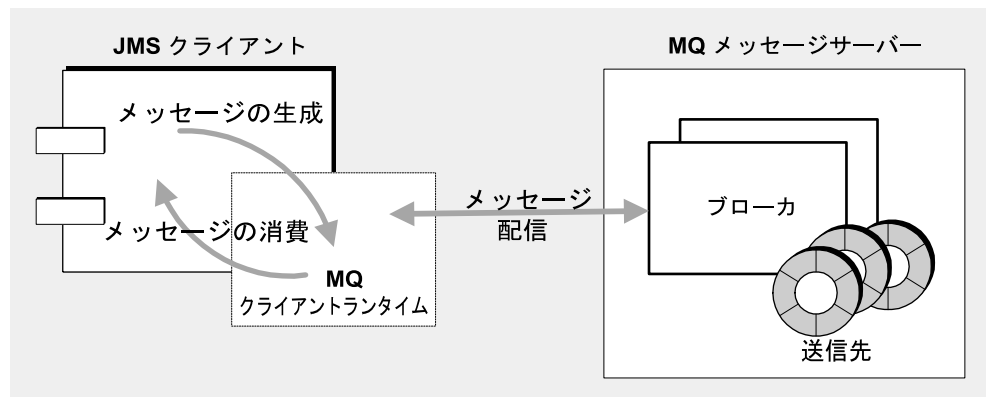 JMS クライアント
MQ メッセージサーバー
メッセージの生成
メッセージ
配信
ブローカ
メッセージの消費
MQ
クライアントランタイム
送信先